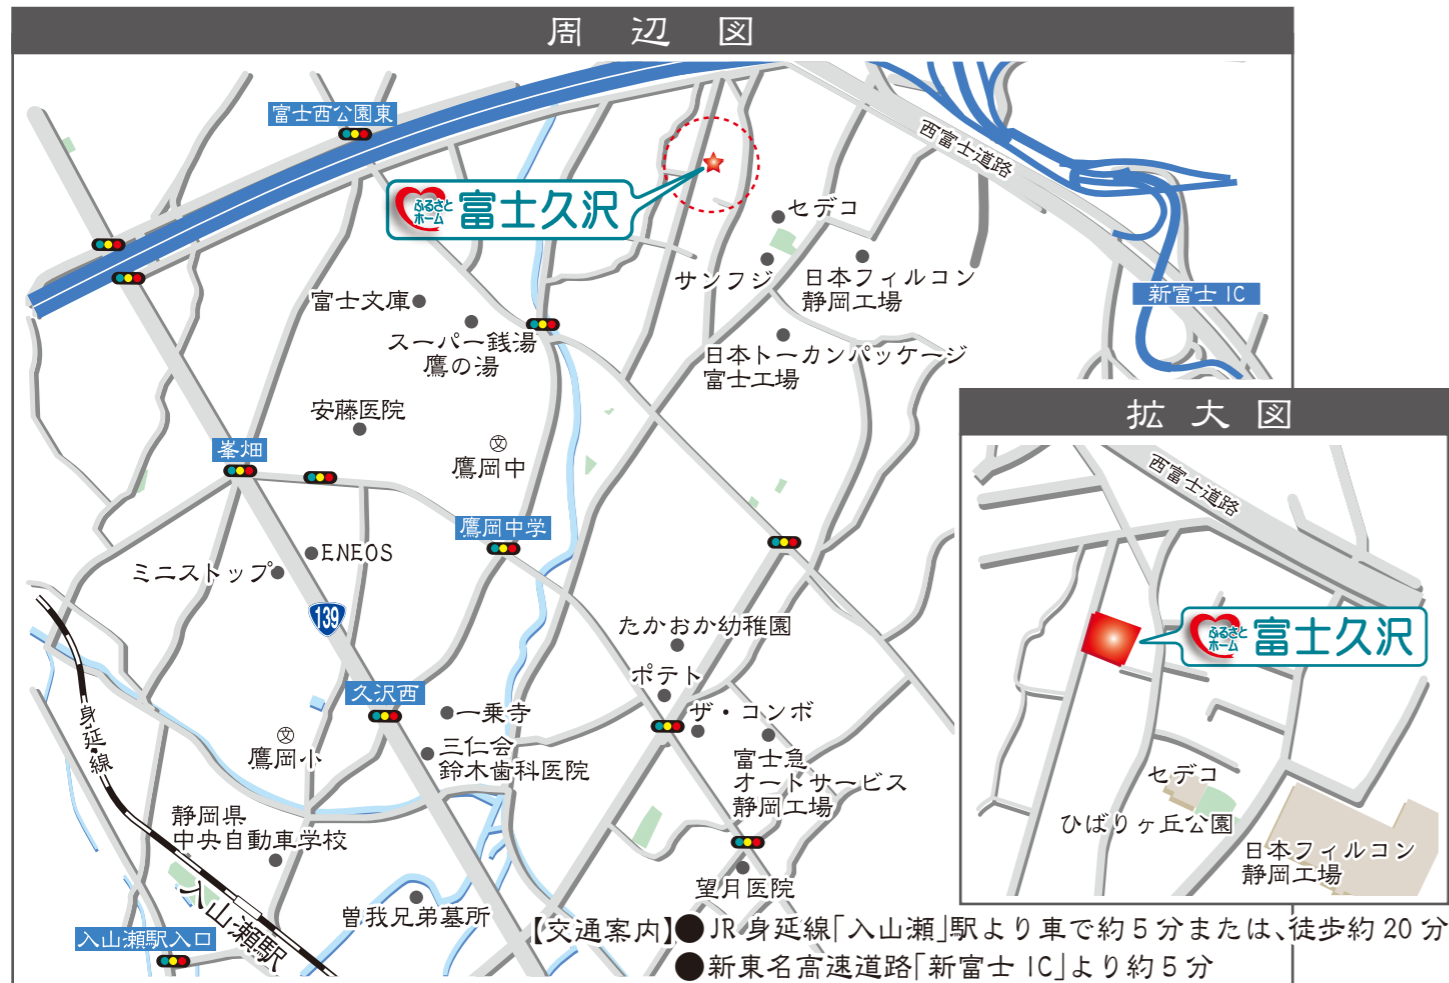 周辺図
富士西公園東
西富士道路
ふるさと
ホーム
富士久沢
セデコ
サンフジ
日本フィルコン
静岡工場
新富士IC
富士文庫
スーパー銭湯
鷹の湯
日本トーカンパッケージ
富士工場
安藤医院
峯畑
文
鷹岡中
鷹岡中学
ENEOS
ミニストップ
139
たかおか幼稚園
ポテト
久沢西
一乗寺
ザ・コンボ
文
鷹岡小
三仁会
鈴木歯科医院
富士急
オートサービス
静岡工場
身延線
静岡県
中央自動車学校
望月医院
入山瀬駅
曽我兄弟墓所
入山瀬駅入口
拡大図
西富士道路
ふるさと
ホーム
富士久沢
セデコ
ひばりヶ丘公園
日本フィルコン
静岡工場
【交通案内】●JR身延線「入山瀬」駅より車で約5分または、徒歩約20分
●新東名高速道路「新富士IC」より約5分